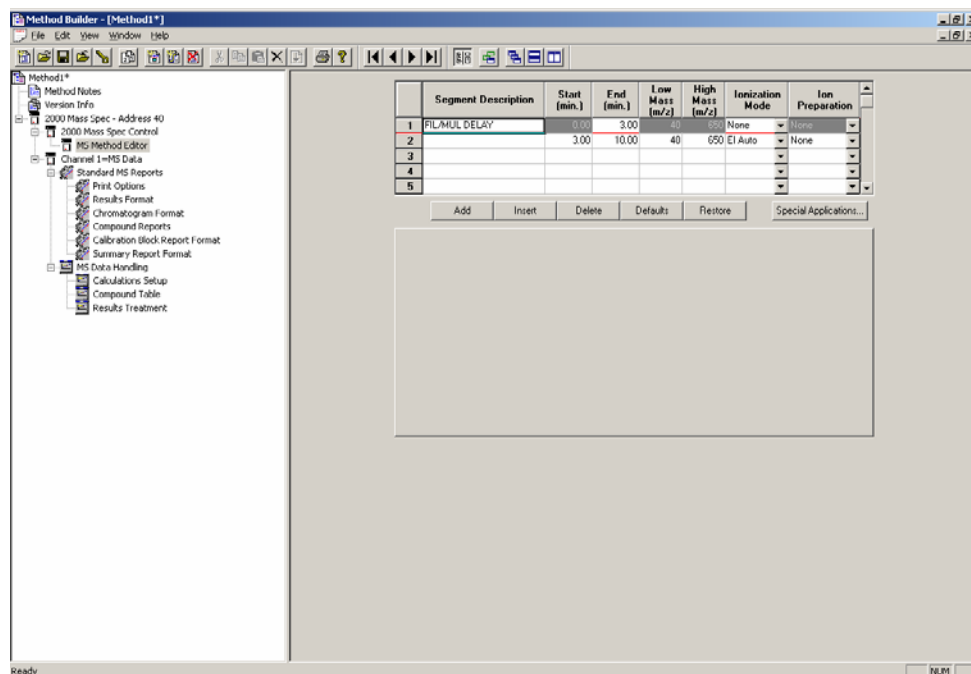 Method Builder - [Method1*]
File Edit View Window Help
Method1*
Method Notes
Version Info
2000 Mass Spec - Address 40
2000 Mass Spec Control
MS Method Editor
Channel 1=MS Data
Standard MS Reports
Print Options
Results Format
Chromatogram Format
Compound Reports
Calibration Block Report Format
Summary Report Format
MS Data Handling
Calculations Setup
Compound Table
Results Treatment
Segment Description Start (min.) End (min.) Low Mass (m/z) High Mass (m/z) Ionization Mode Ion Preparation
1 FIL/MUL DELAY 0.00 3.00 40 650 None None
2 3.00 10.00 40 650 EI Auto None
3
4
5
Add Insert Delete Defaults Restore Special Applications...
Ready NUM